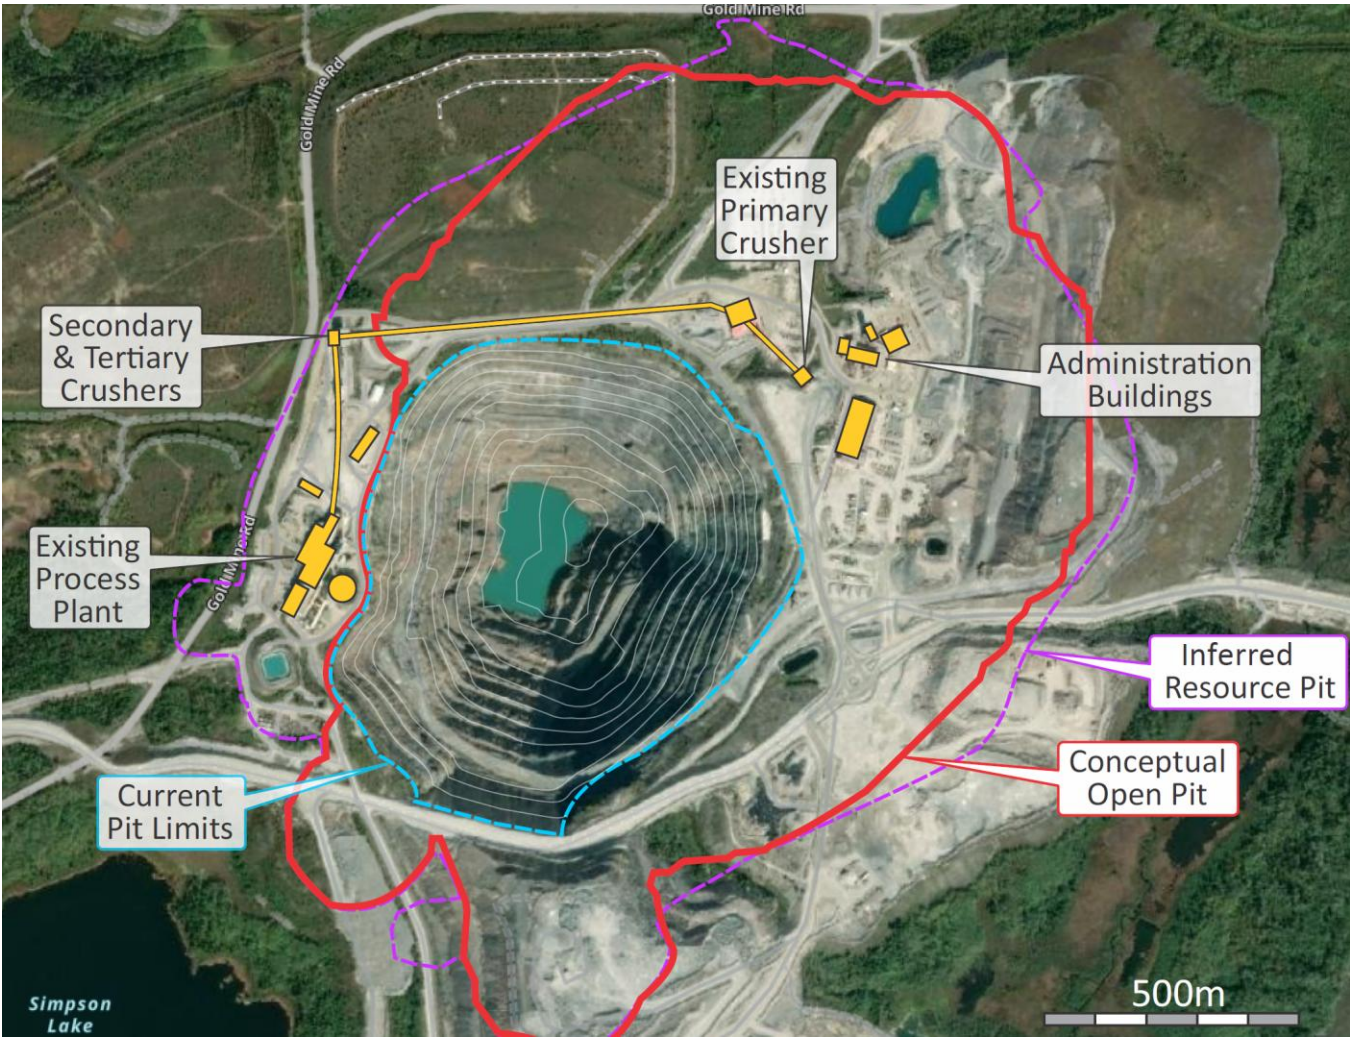 Gold Mine Rd
Gold Mine Rd
Existing
Primary
Crusher
Secondary
& Tertiary
Crushers
Administration
Buildings
Existing
Process
Plant
Gold Mine Rd
Inferred
Resource Pit
Conceptual
Open Pit
Current
Pit Limits
500m
Simpson
Lake